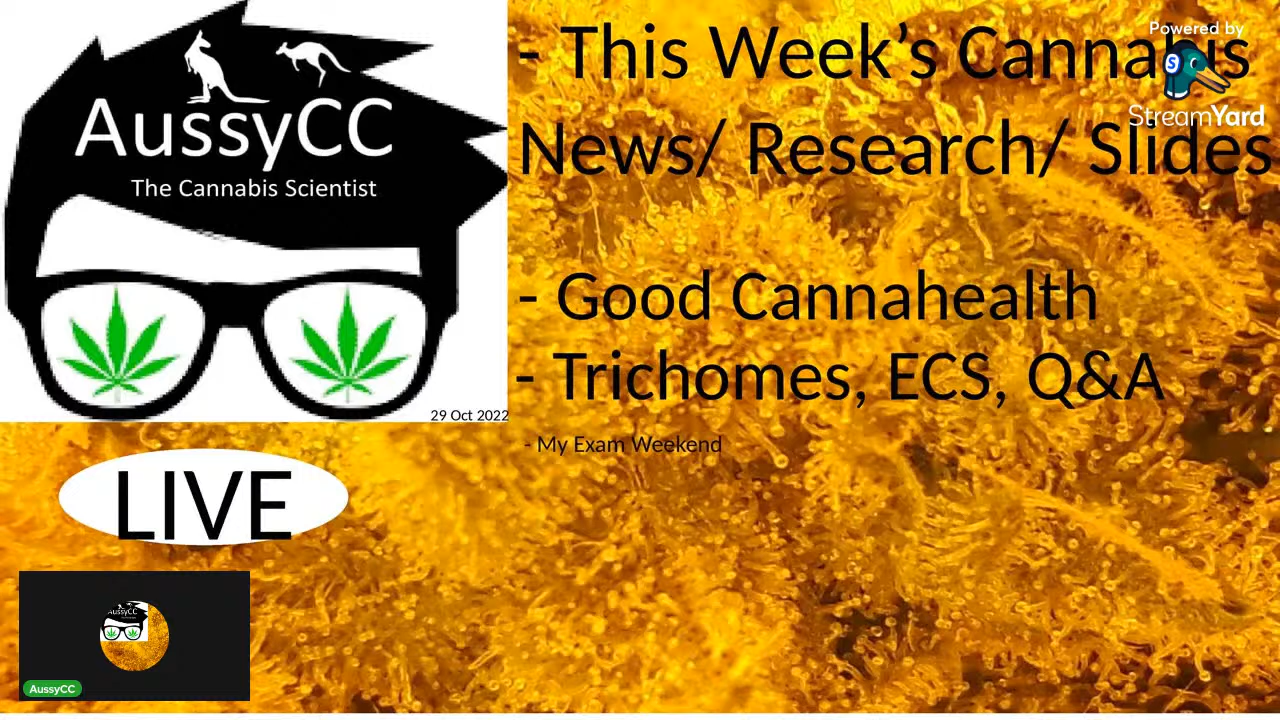 AussyCC
The Cannabis Scientist
29 Oct 2022
- This Week’s Cannabis
News/ Research/ Slides
- Good Cannahealth
- Trichomes, ECS, Q&A
- My Exam Weekend
Powered by
S
StreamYard
LIVE
AussyCC
AussyCC